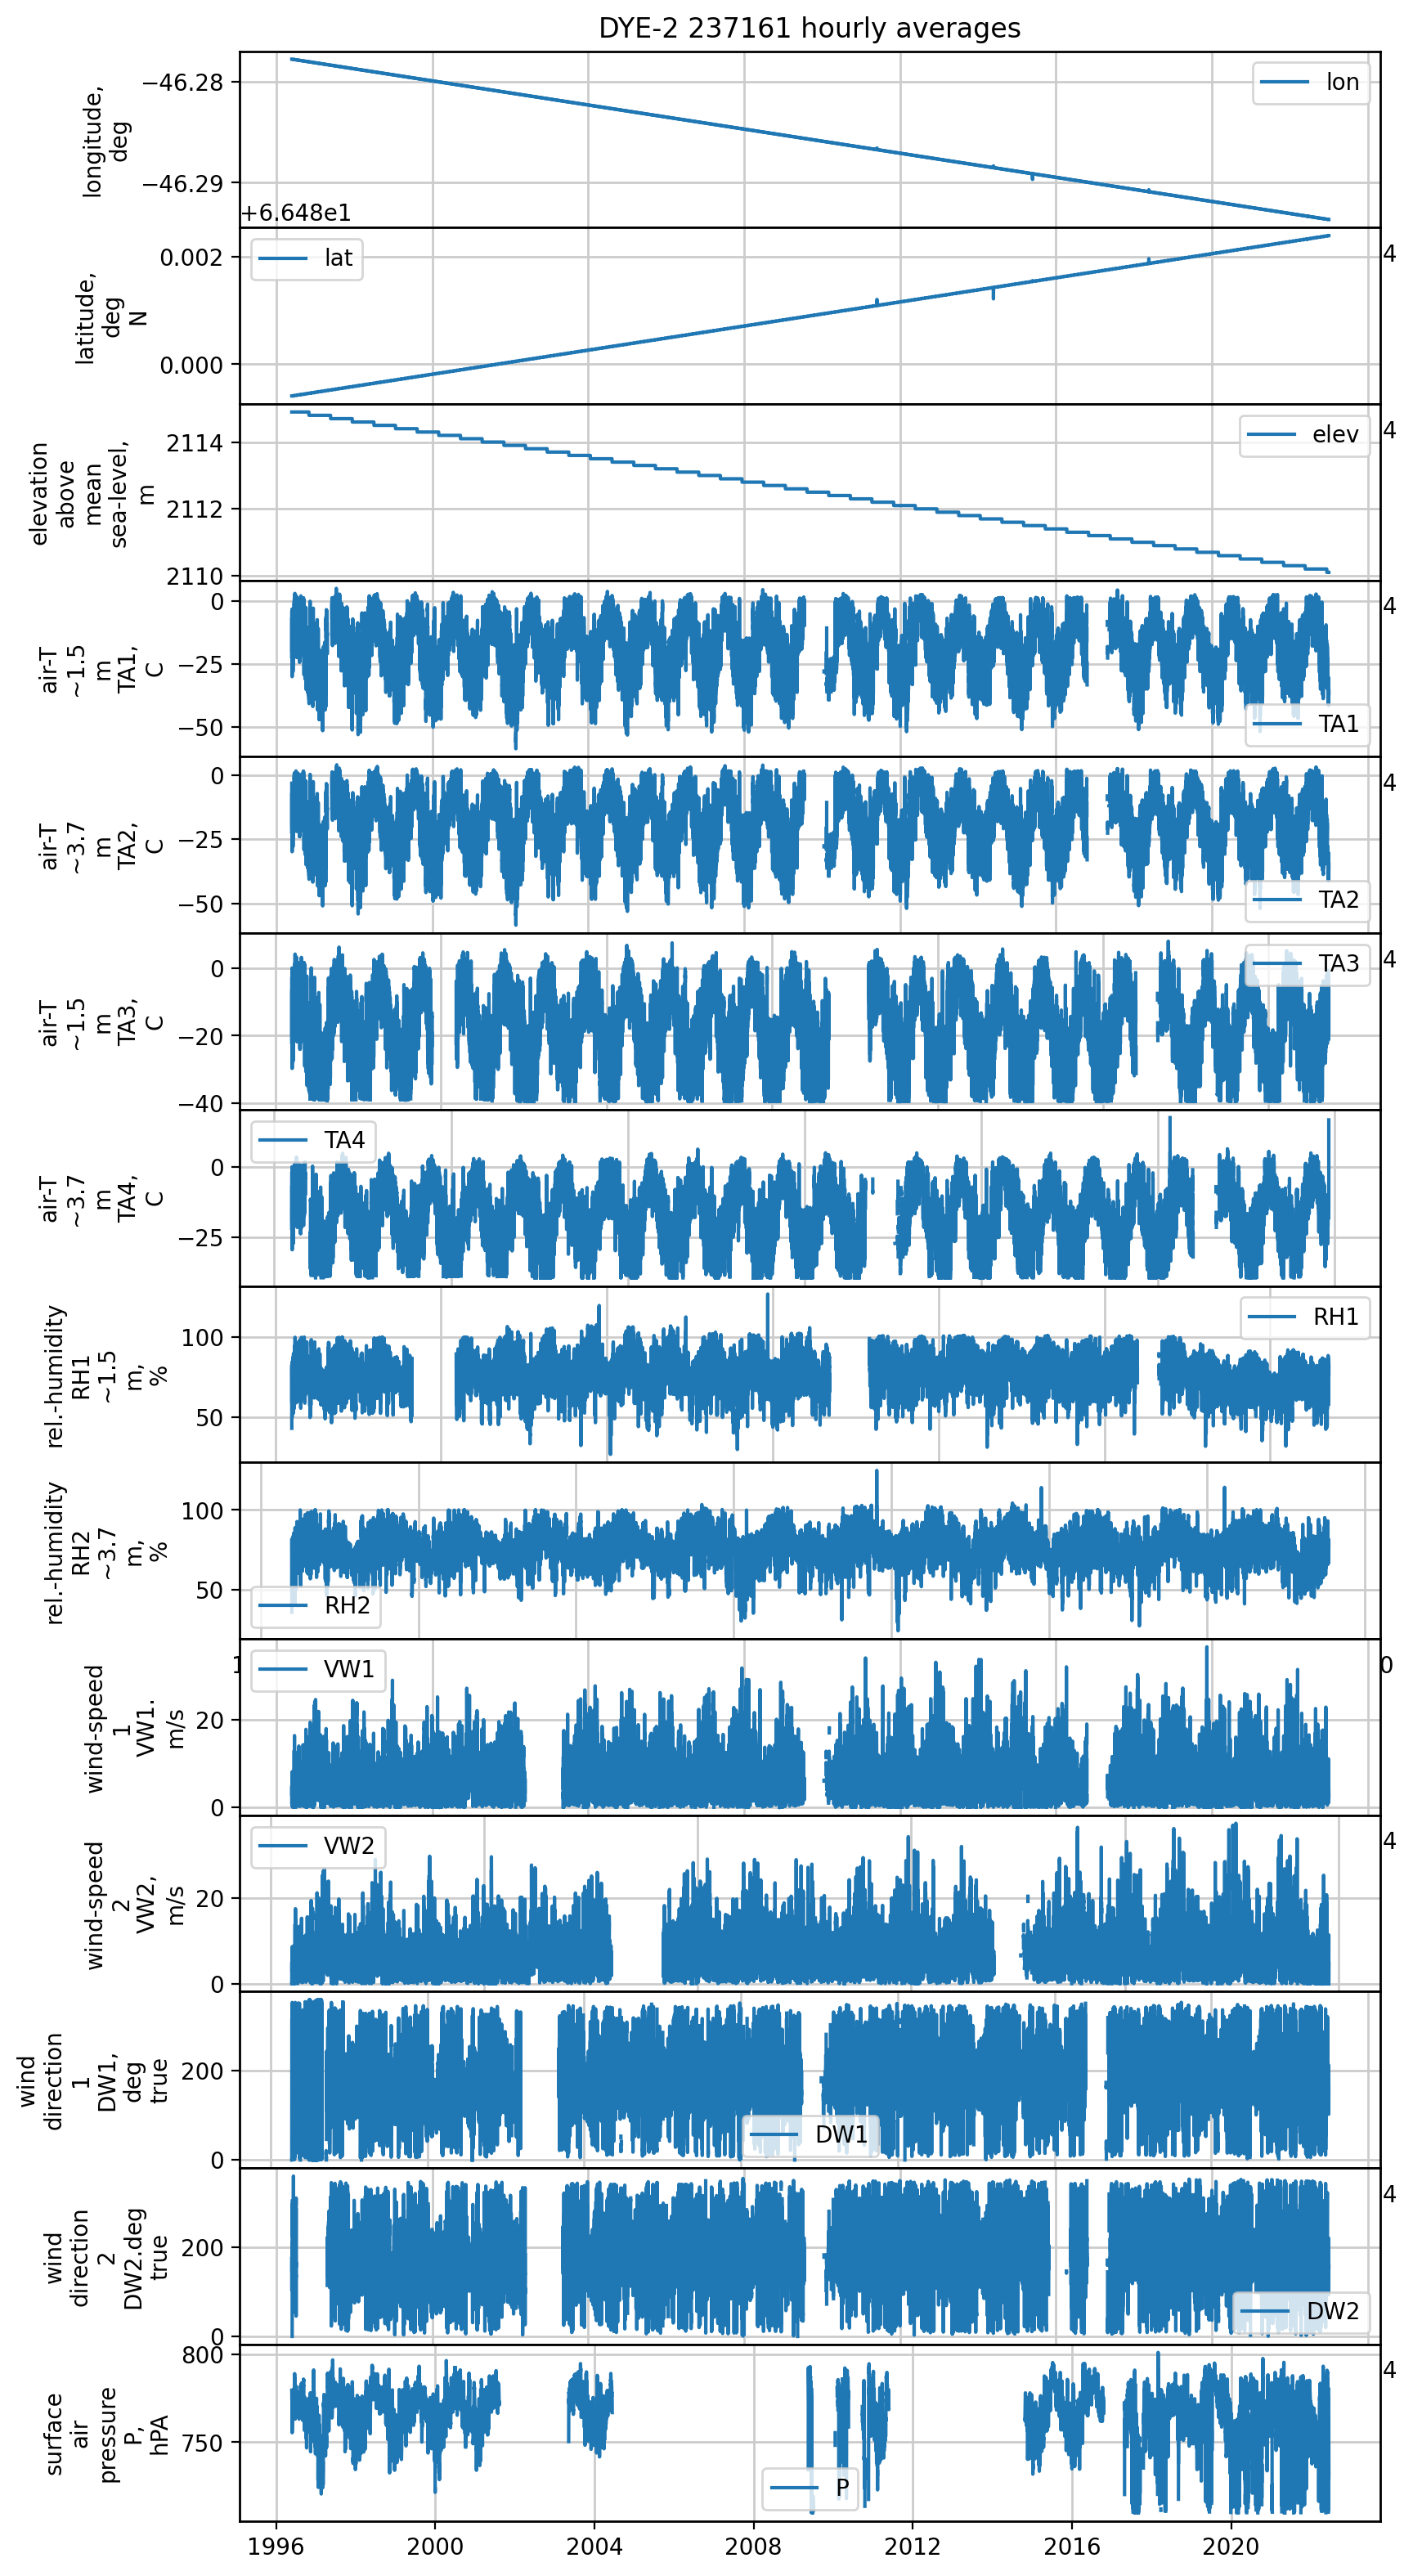 DYE-2 237161 hourly averages
longitude,
deg
−46.28
−46.29
lon
+6.648e1
latitude,
deg
N
0.002
0.000
lat
4
elevation
above
mean
sea-level,
m
2114
2112
2110
elev
4
air-T
~1.5
m
TA1,
C
0
−25
−50
TA1
4
air-T
~3.7
m
TA2,
C
0
−25
−50
TA2
4
air-T
~1.5
m
TA3,
C
0
−20
−40
TA3
4
air-T
~3.7
m
TA4,
C
0
−25
TA4
rel.-humidity
RH1
~1.5
m,
%
100
50
RH1
rel.-humidity
RH2
~3.7
m,
%
100
50
RH2
wind-speed
1
VW1.
m/s
20
0
VW1
0
wind-speed
2
VW2,
m/s
20
0
VW2
4
wind
direction
1
DW1,
deg
true
200
0
DW1
wind
direction
2
DW2.deg
true
200
0
DW2
4
surface
air
pressure
P,
hPA
800
750
P
4
1996 2000 2004 2008 2012 2016 2020